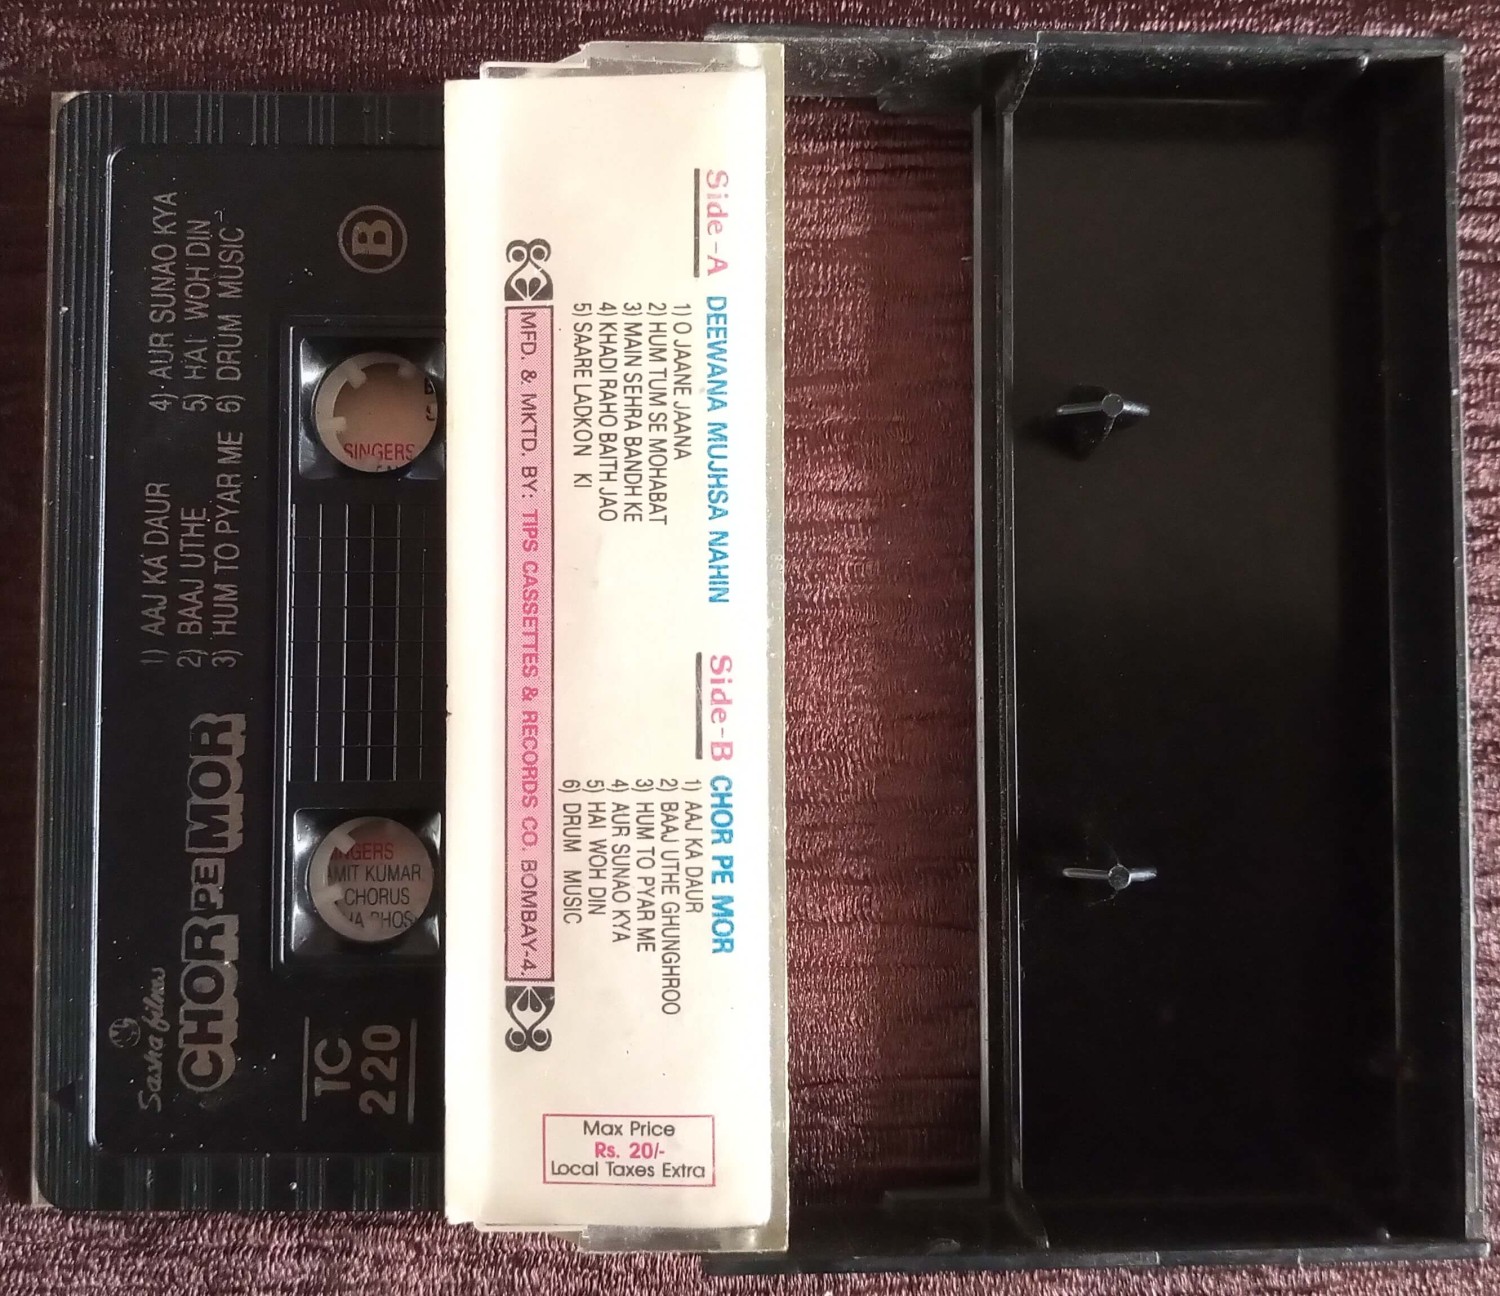 Side-A DEEWANA MUJHSA NAHIN
1) O JAANE JAANA
2) HUM TUM SE MOHABAT
3) MAIN SEHRA BANDH KE
4) KHADI RAHO BAITH JAO
5) SAARE LADKON KI
Side-B CHOR PE MOR
1) AAJ KA DAUR
2) BAAJ UTHE GHUNGHROO
3) HUM TO PYAR ME
4) AUR SUNAO KYA
5) HAI WOH DIN
6) DRUM MUSIC
MFD. & MKTD. BY: TIPS CASSETTES & RECORDS CO. BOMBAY-4.
Max Price
Rs. 20/-
Local Taxes Extra
Sasha films
CHOR PE MOR
1) AAJ KA DAUR
2) BAAJ UTHE
3) HUM TO PYAR ME
4) AUR SUNAO KYA
5) HAI WOH DIN
6) DRUM MUSIC
B
TC
220
SINGERS
AMIT KUMAR
CHORUS